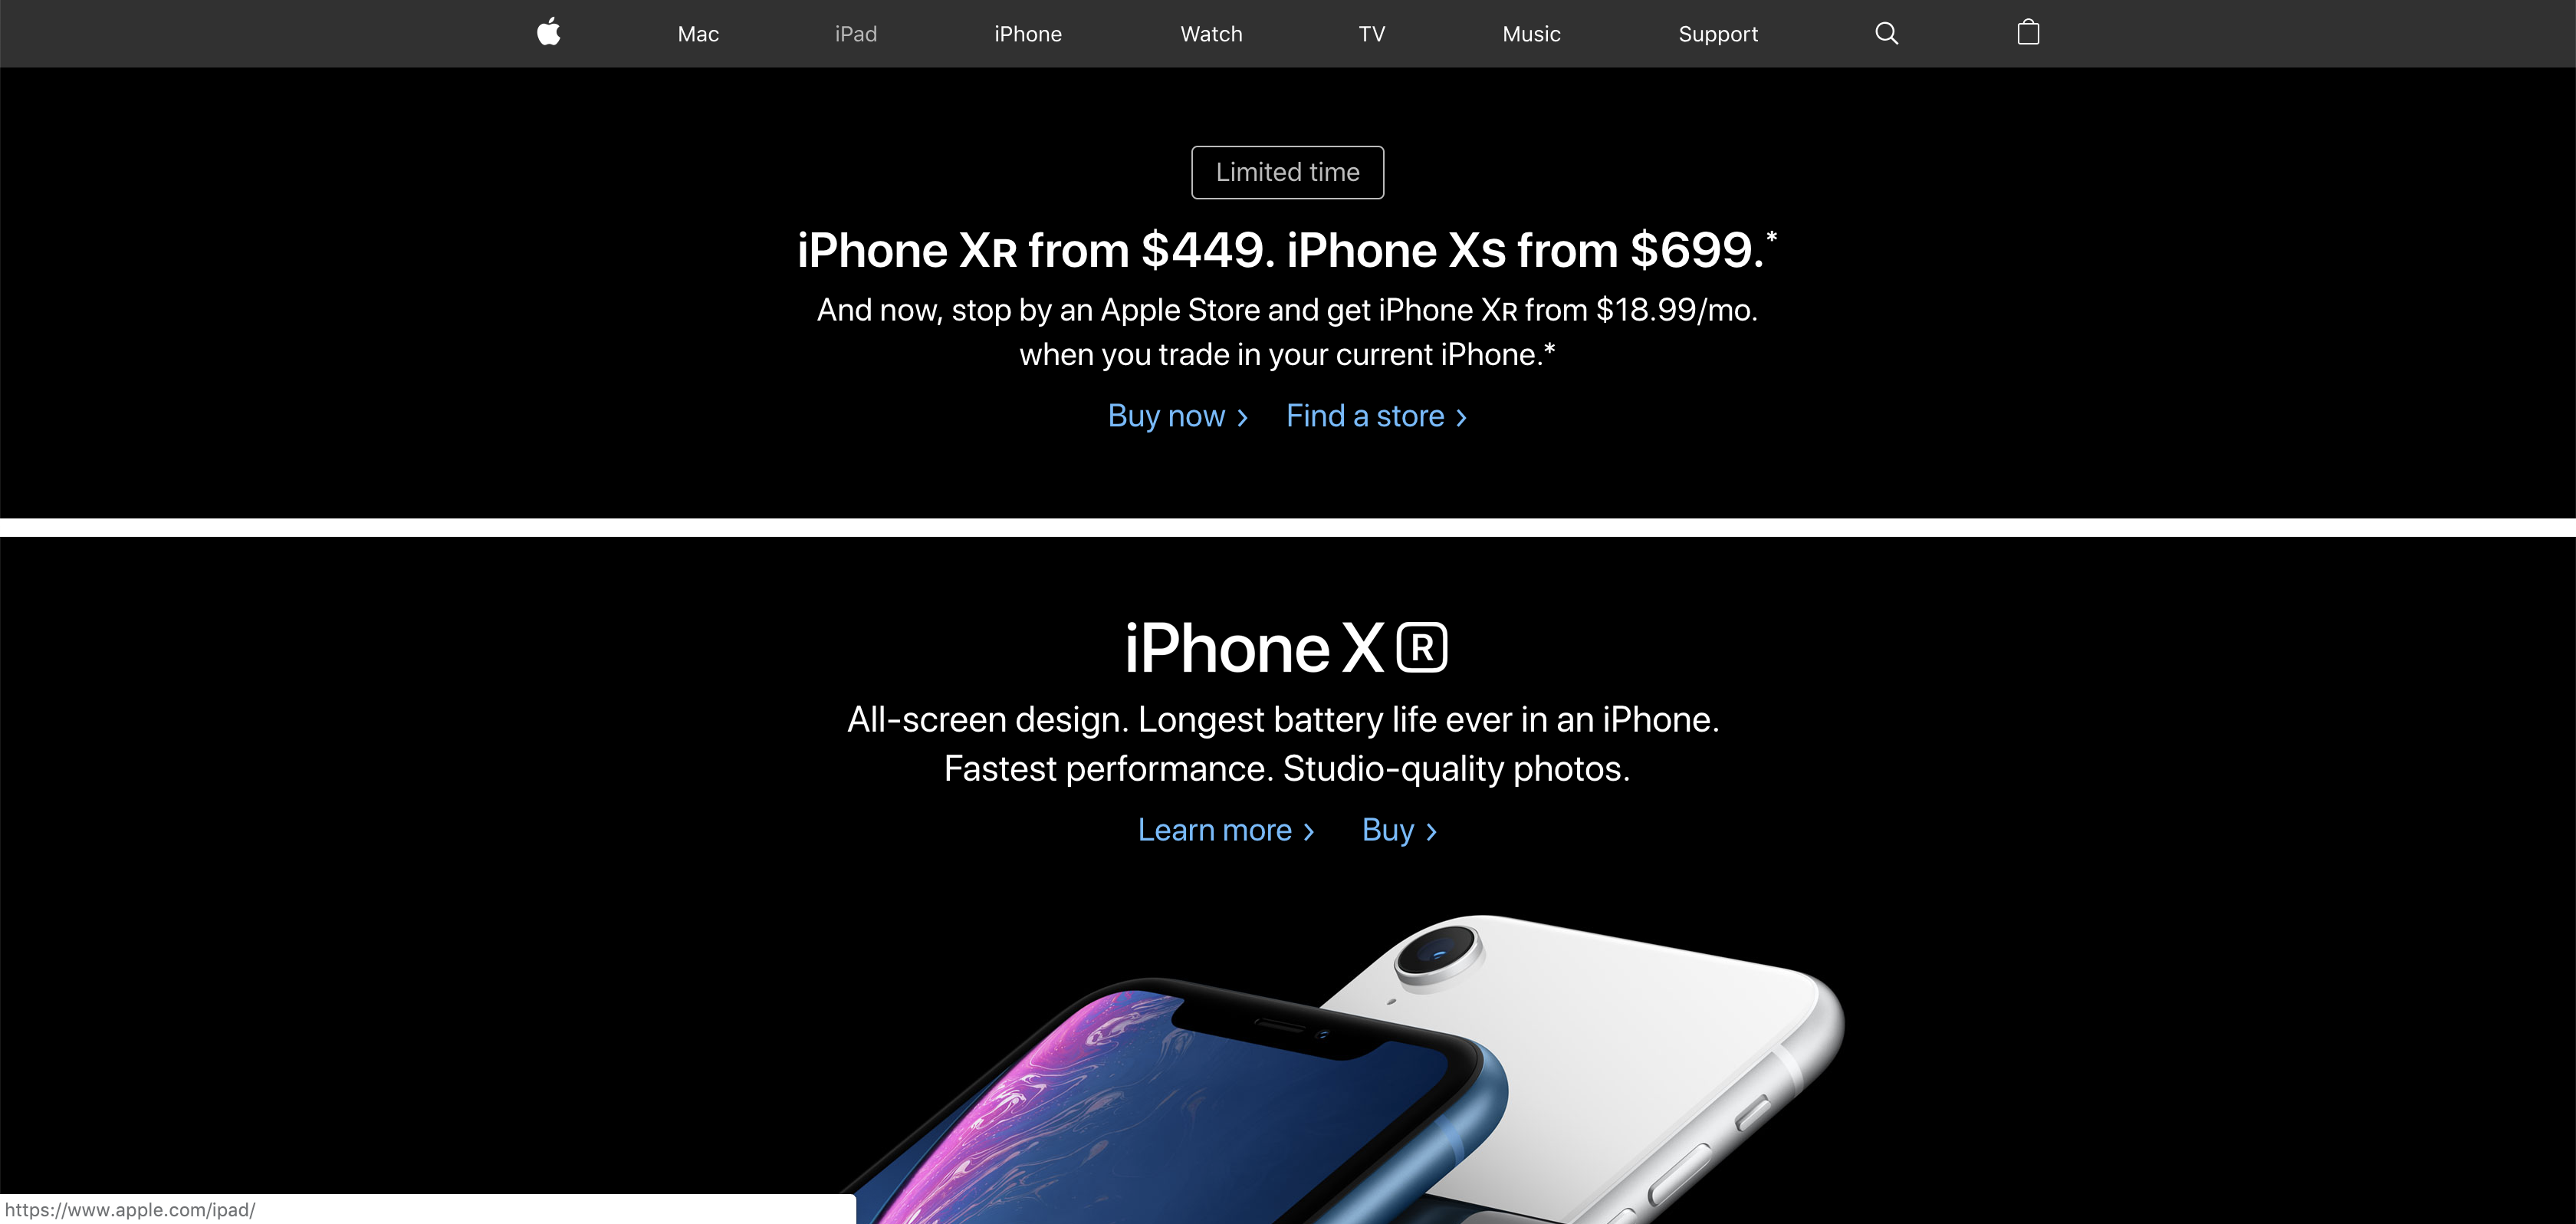 Mac iPad iPhone Watch TV Music Support
Limited time
iPhone XR from $449. iPhone XS from $699.*
And now, stop by an Apple Store and get iPhone XR from $18.99/mo.
when you trade in your current iPhone.*
Buy now > Find a store >
iPhone X R
All-screen design. Longest battery life ever in an iPhone.
Fastest performance. Studio-quality photos.
Learn more > Buy >
https://www.apple.com/ipad/